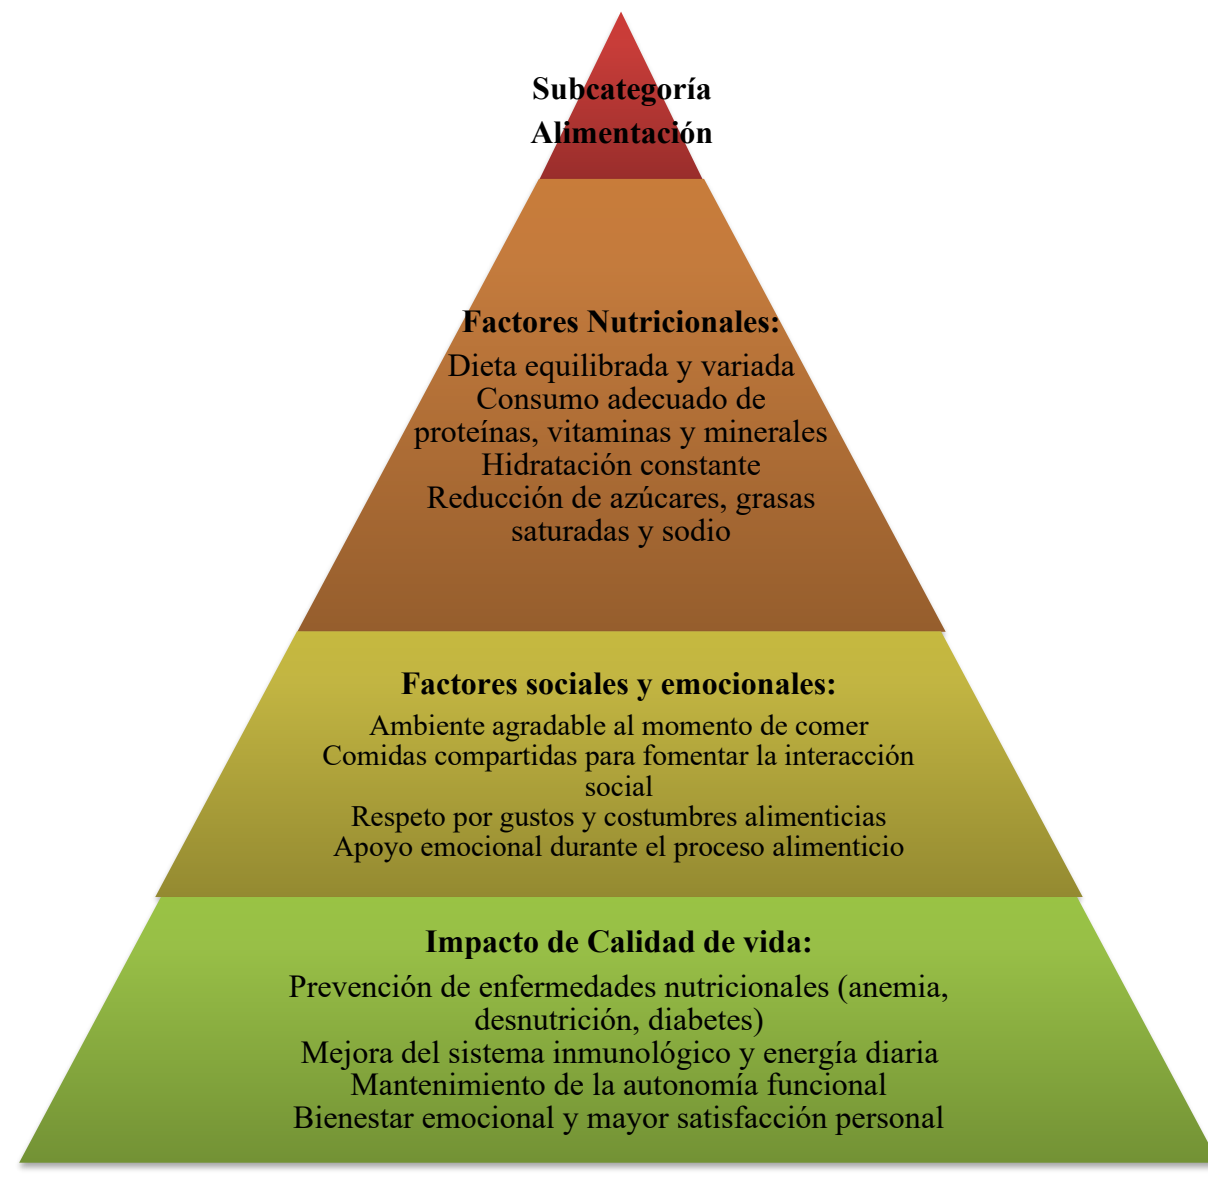 Subcategoría
Alimentación
Factores Nutricionales:
Dieta equilibrada y variada
Consumo adecuado de
proteínas, vitaminas y minerales
Hidratación constante
Reducción de azúcares, grasas
saturadas y sodio
Factores sociales y emocionales:
Ambiente agradable al momento de comer
Comidas compartidas para fomentar la interacción
social
Respeto por gustos y costumbres alimenticias
Apoyo emocional durante el proceso alimenticio
Impacto de Calidad de vida:
Prevención de enfermedades nutricionales (anemia,
desnutrición, diabetes)
Mejora del sistema inmunológico y energía diaria
Mantenimiento de la autonomía funcional
Bienestar emocional y mayor satisfacción personal